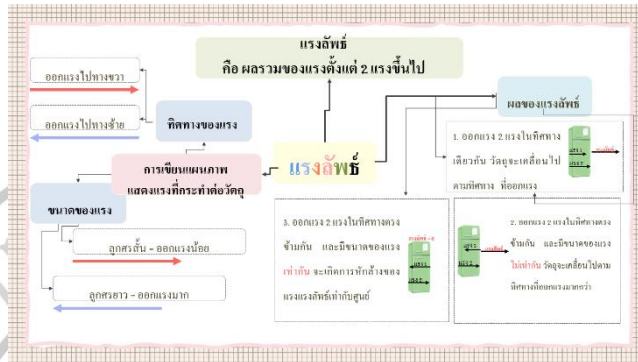 แรงลัพธ์
คือ ผลรวมของแรงตั้งแต่ 2 แรงขึ้นไป
ออกแรงไปทางขวา
ออกแรงไปทางซ้าย
ทิศทางของแรง
การเขียนแผนภาพ
แสดงแรงที่กระทำต่อวัตถุ
ขนาดของแรง
ลูกศรสั้น - ออกแรงน้อย
ลูกศรยาว - ออกแรงมาก
แรงลัพธ์
ผลของแรงลัพธ์
1. ออกแรง 2 แรงในทิศทาง
เดียวกัน วัตถุจะเคลื่อนไป
ตามทิศทาง ที่ออกแรง
2. ออกแรง 2 แรงในทิศทางตรง
ข้ามกัน และมีขนาดของแรง
ไม่เท่ากัน วัตถุจะเคลื่อนไปตาม
ทิศทางที่ออกแรงมากกว่า
3. ออกแรง 2 แรงในทิศทางตรง
ข้ามกัน และมีขนาดของแรง
เท่ากัน จะเกิดการหักล้างของ
แรงแรงลัพธ์เท่ากับศูนย์